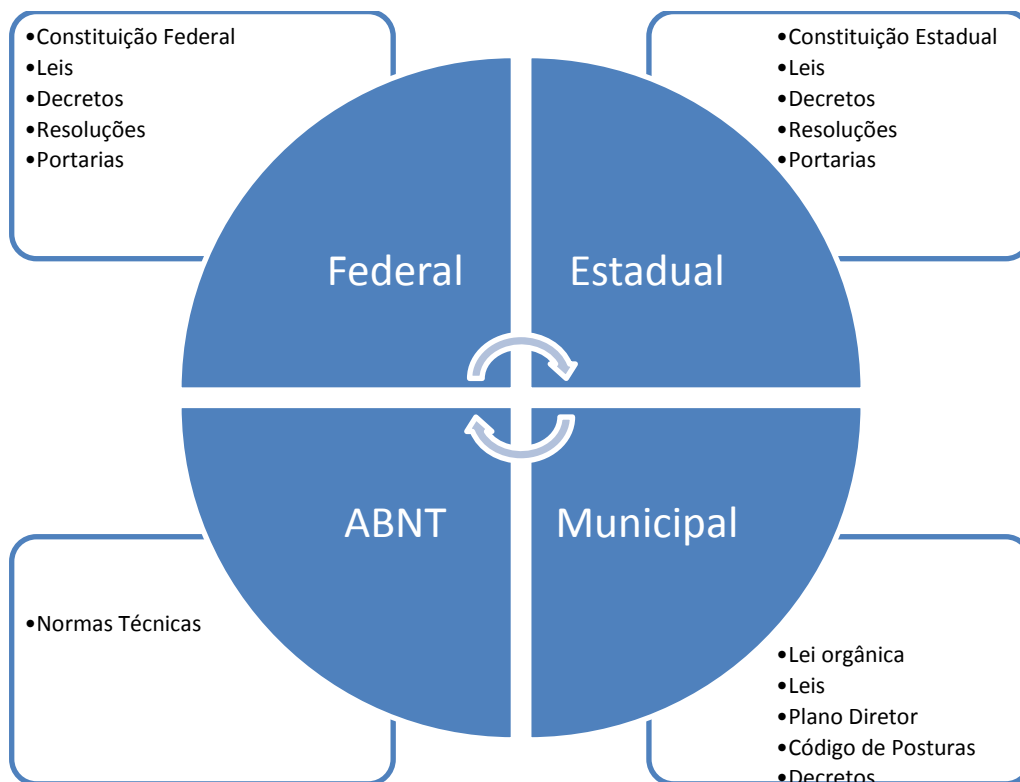 •Constituição Federal
•Leis
•Decretos
•Resoluções
•Portarias
•Constituição Estadual
•Leis
•Decretos
•Resoluções
•Portarias
Federal
Estadual
ABNT
Municipal
•Normas Técnicas
•Lei orgânica
•Leis
•Plano Diretor
•Código de Posturas
•Decretos